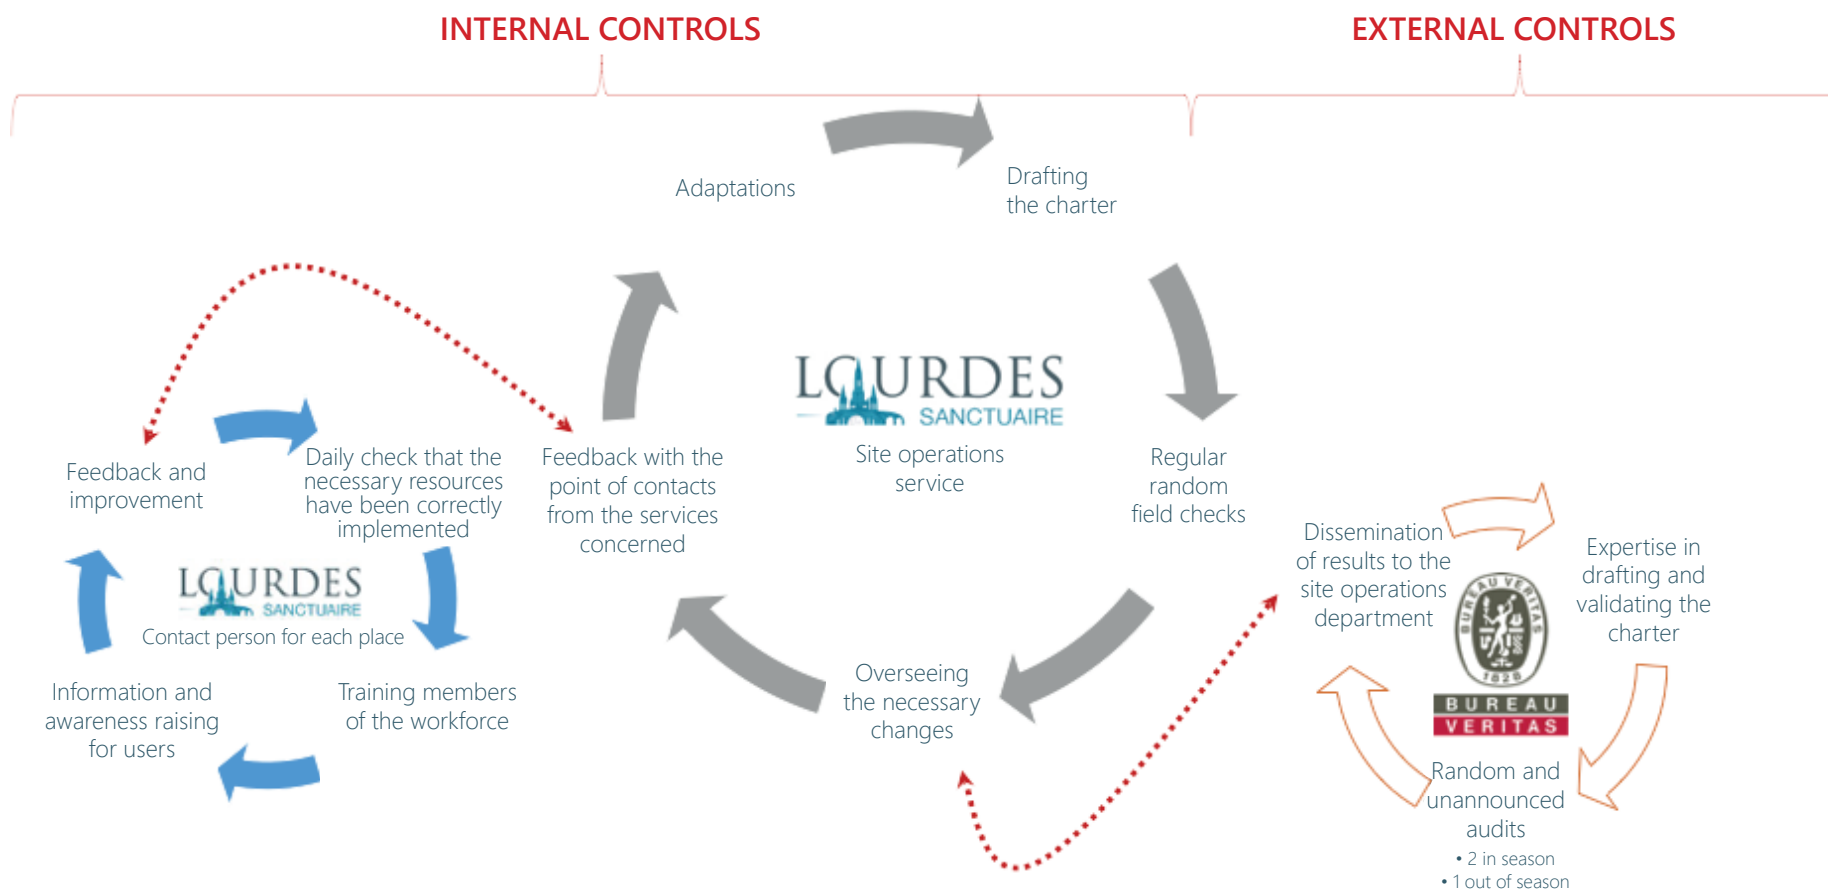 INTERNAL CONTROLS
EXTERNAL CONTROLS
Adaptations
Drafting
the charter
LOURDES
SANCTUAIRE
Site operations
service
Feedback and
improvement
Daily check that the
necessary resources
have been correctly
implemented
Feedback with the
point of contacts
from the services
concerned
Regular
random
field checks
LOURDES
SANCTUAIRE
Contact person for each place
Information and
awareness raising
for users
Training members
of the workforce
Overseeing
the necessary
changes
Dissemination
of results to the
site operations
department
Expertise in
drafting and
validating the
charter
BUREAU VERITAS
1828
BUREAU
VERITAS
Random and
unannounced
audits
• 2 in season
• 1 out of season